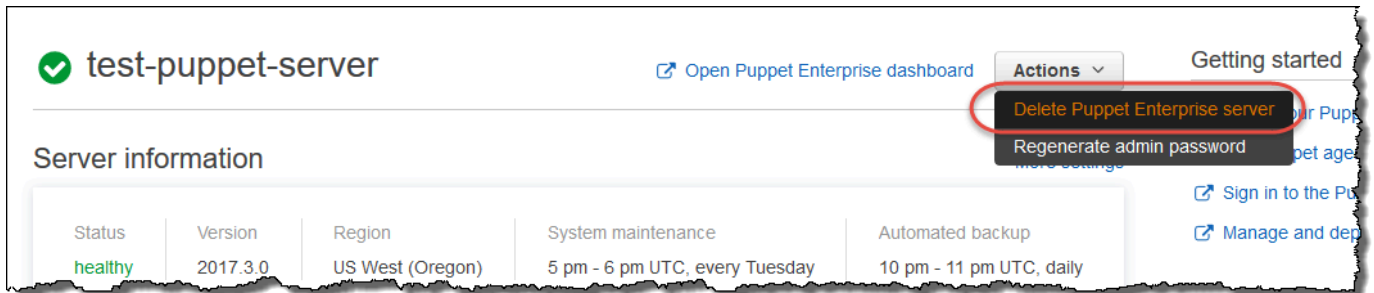 test-puppet-server
Open Puppet Enterprise dashboard
Actions
Delete Puppet Enterprise server
Regenerate admin password
Server information
Status
Version
Region
System maintenance
Automated backup
healthy
2017.3.0
US West (Oregon)
5 pm - 6 pm UTC, every Tuesday
10 pm - 11 pm UTC, daily
Getting started
Sign in to the
Manage and